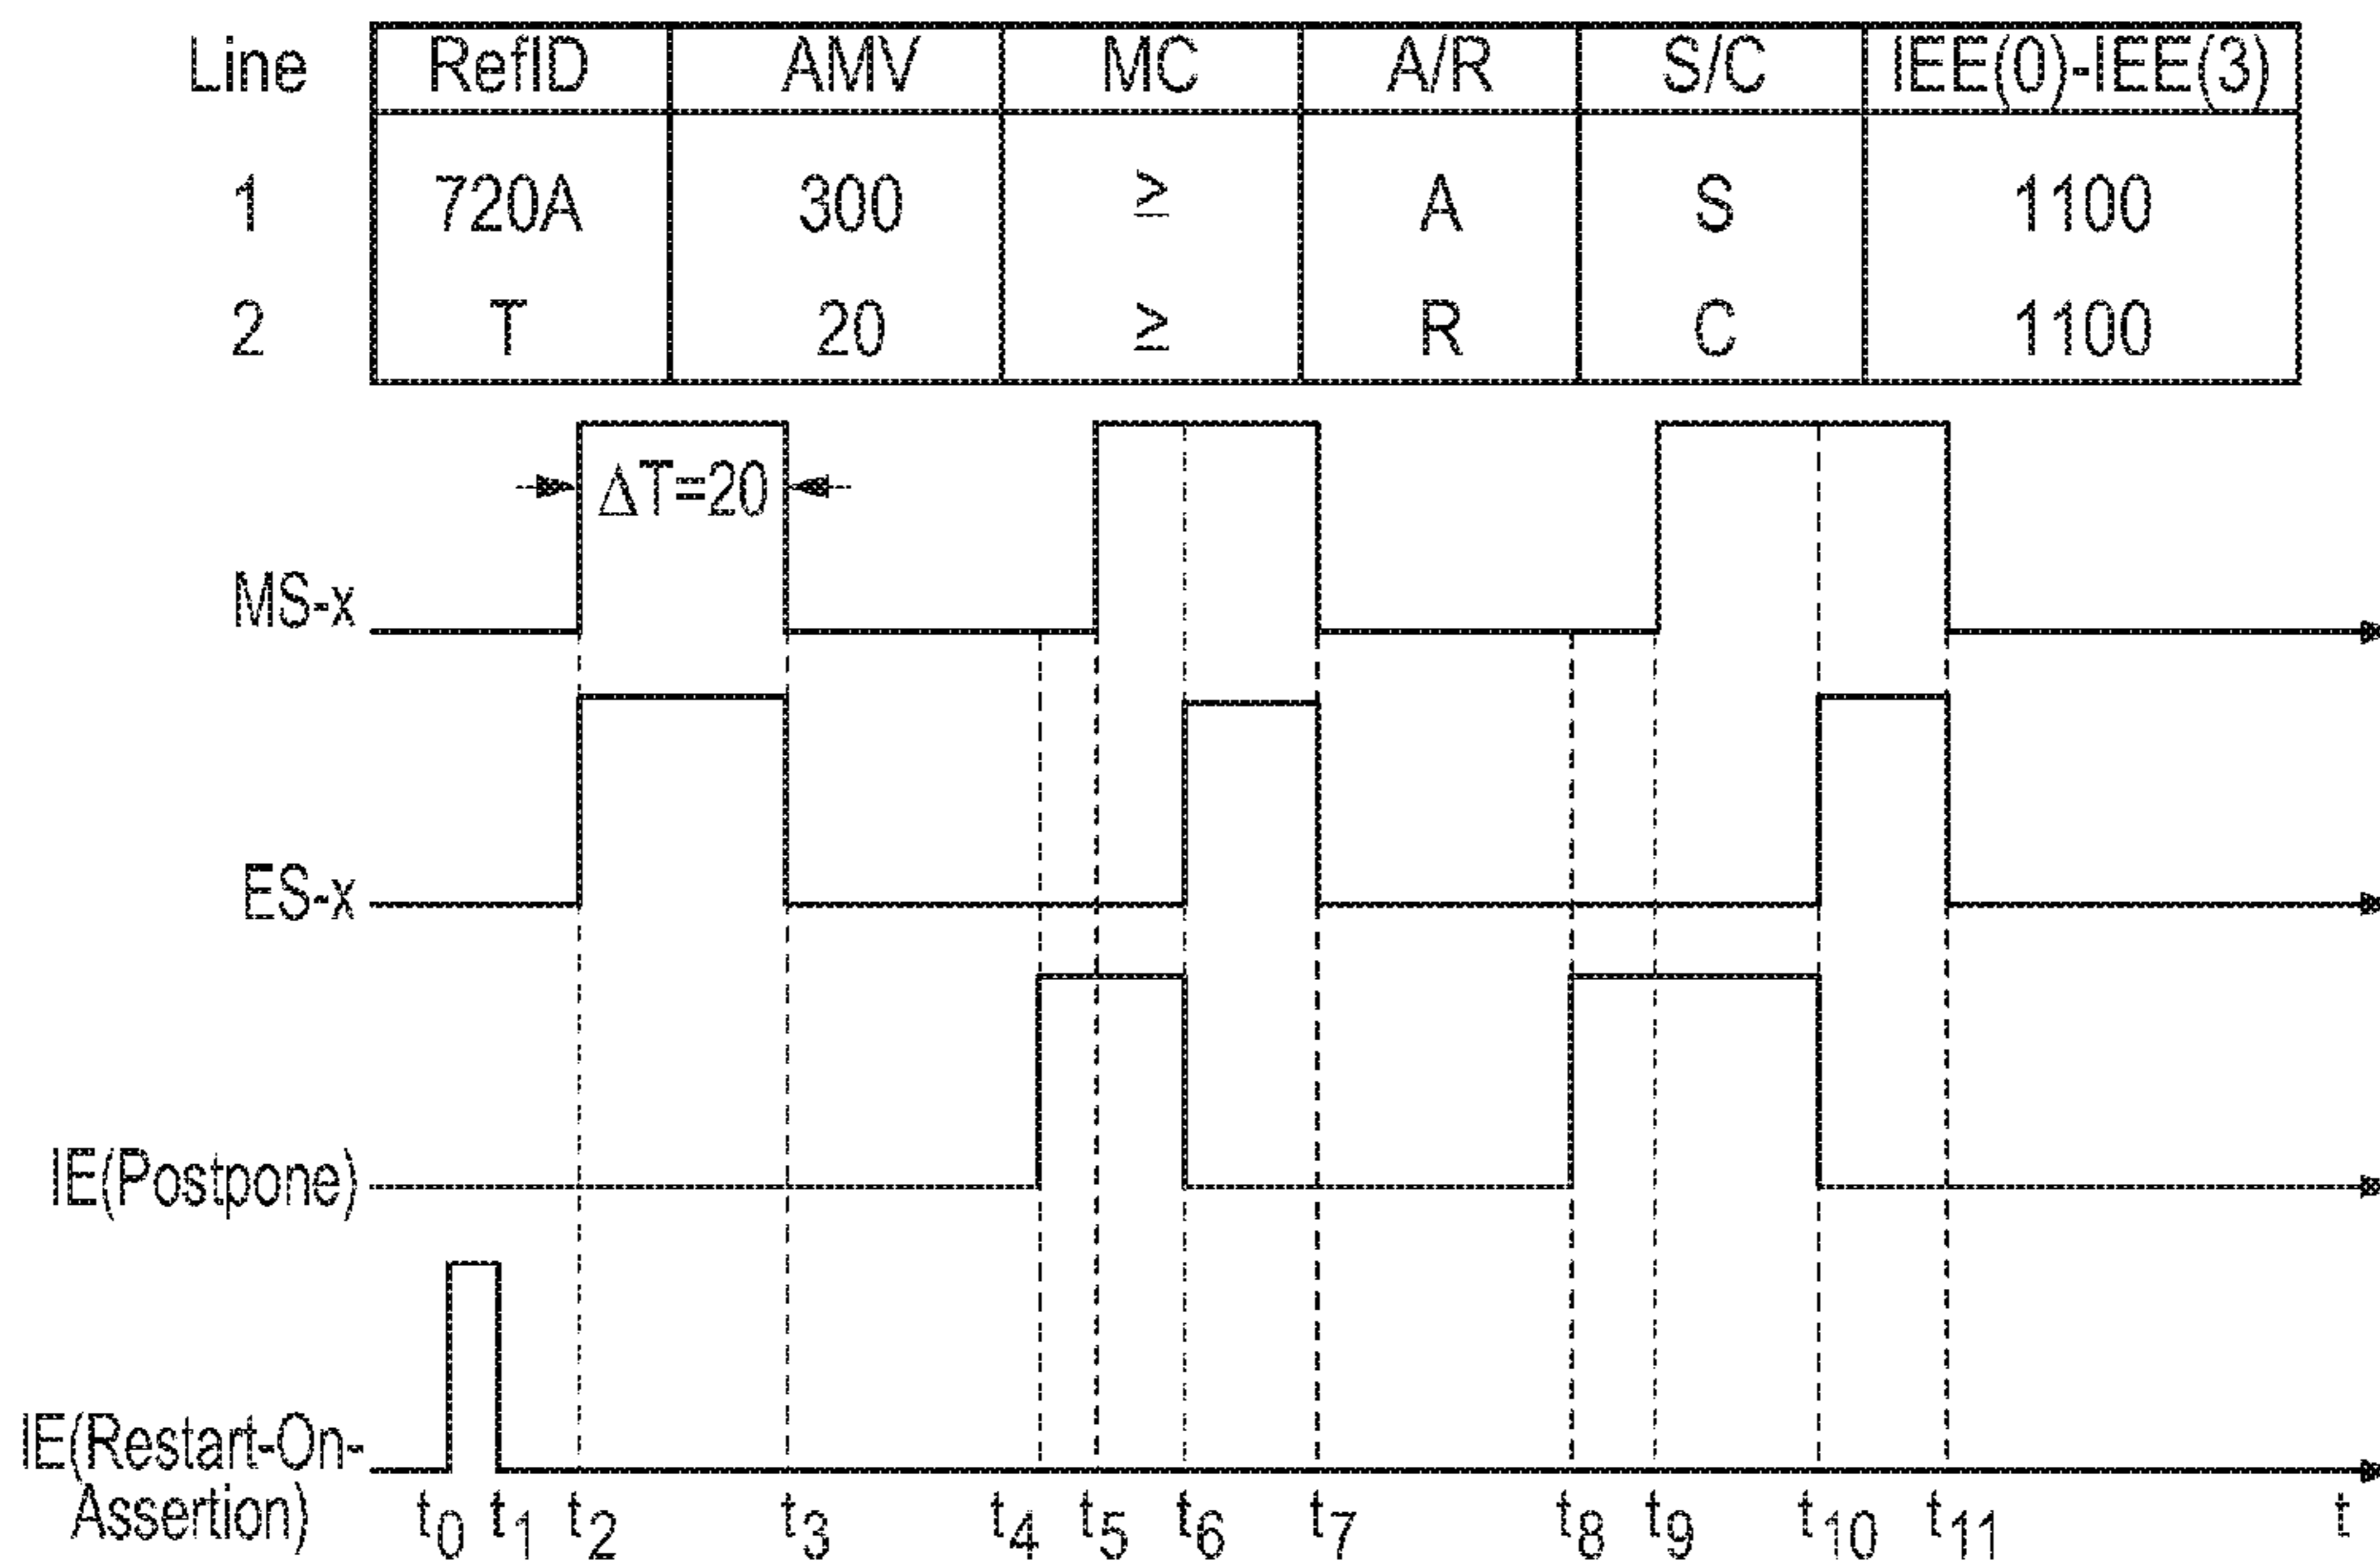 Line RefID AMV MC A/R S/C IEE(0)-IEE(3)
1 720A 300 ≥ A S 1100
2 T 20 ≥ R C 1100
ΔT=20
MS-x
ES-x
IE(Postpone)
IE(Restart-On-
Assertion)
t0 t1 t2 t3 t4 t5 t6 t7 t8 t9 t10 t11 t